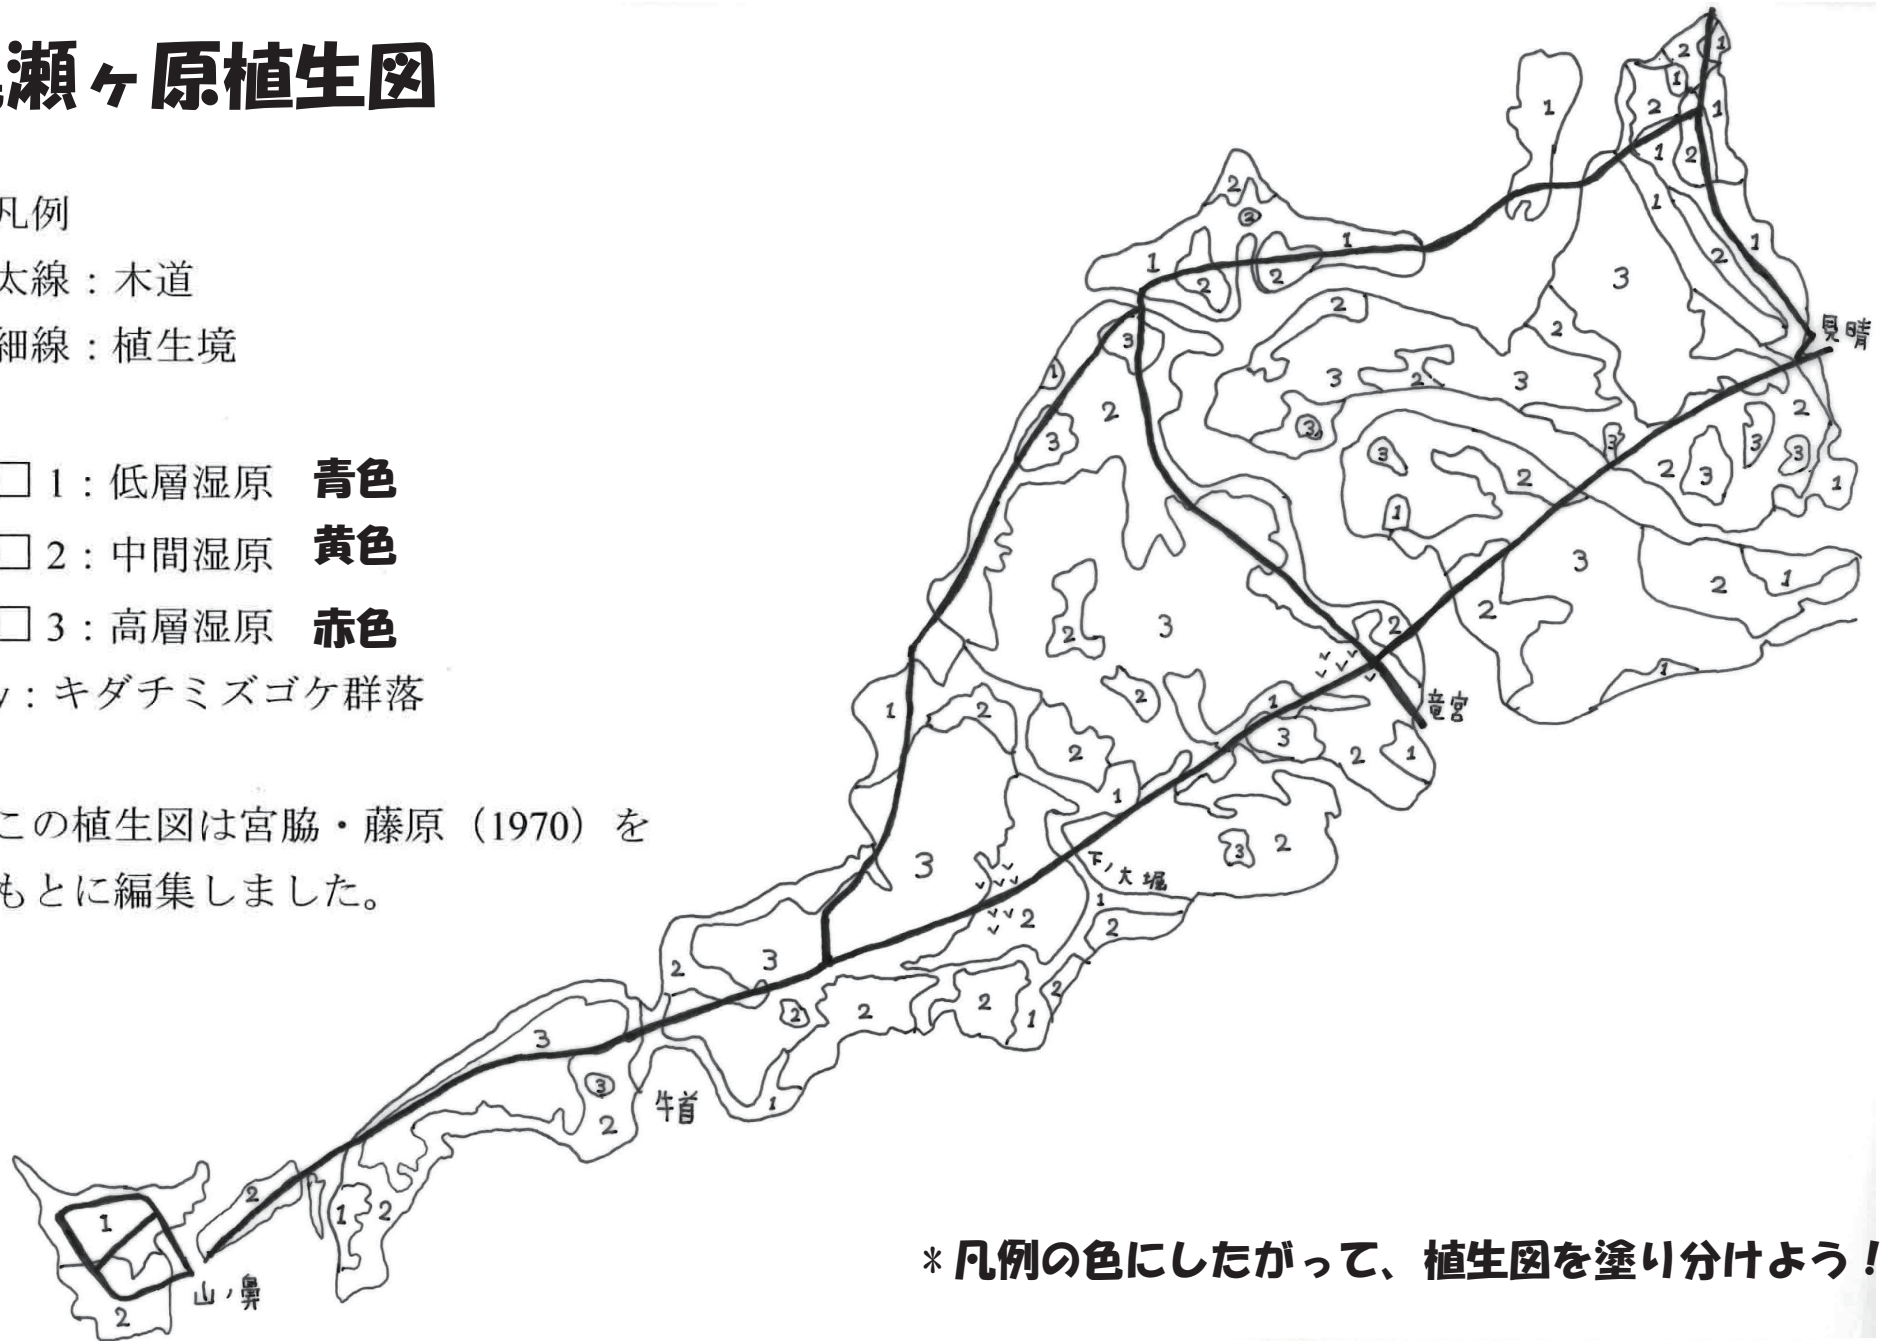 瀬ヶ原植生図
凡例
太線：木道
細線：植生境
□ 1：低層湿原 青色
□ 2：中間湿原 黄色
□ 3：高層湿原 赤色
：キダチミズゴケ群落
この植生図は宮脇・藤原（1970）を
もとに編集しました。
見晴
竜宮
下ノ大堀
牛首
山ノ鼻
＊凡例の色にしたがって、植生図を塗り分けよう！